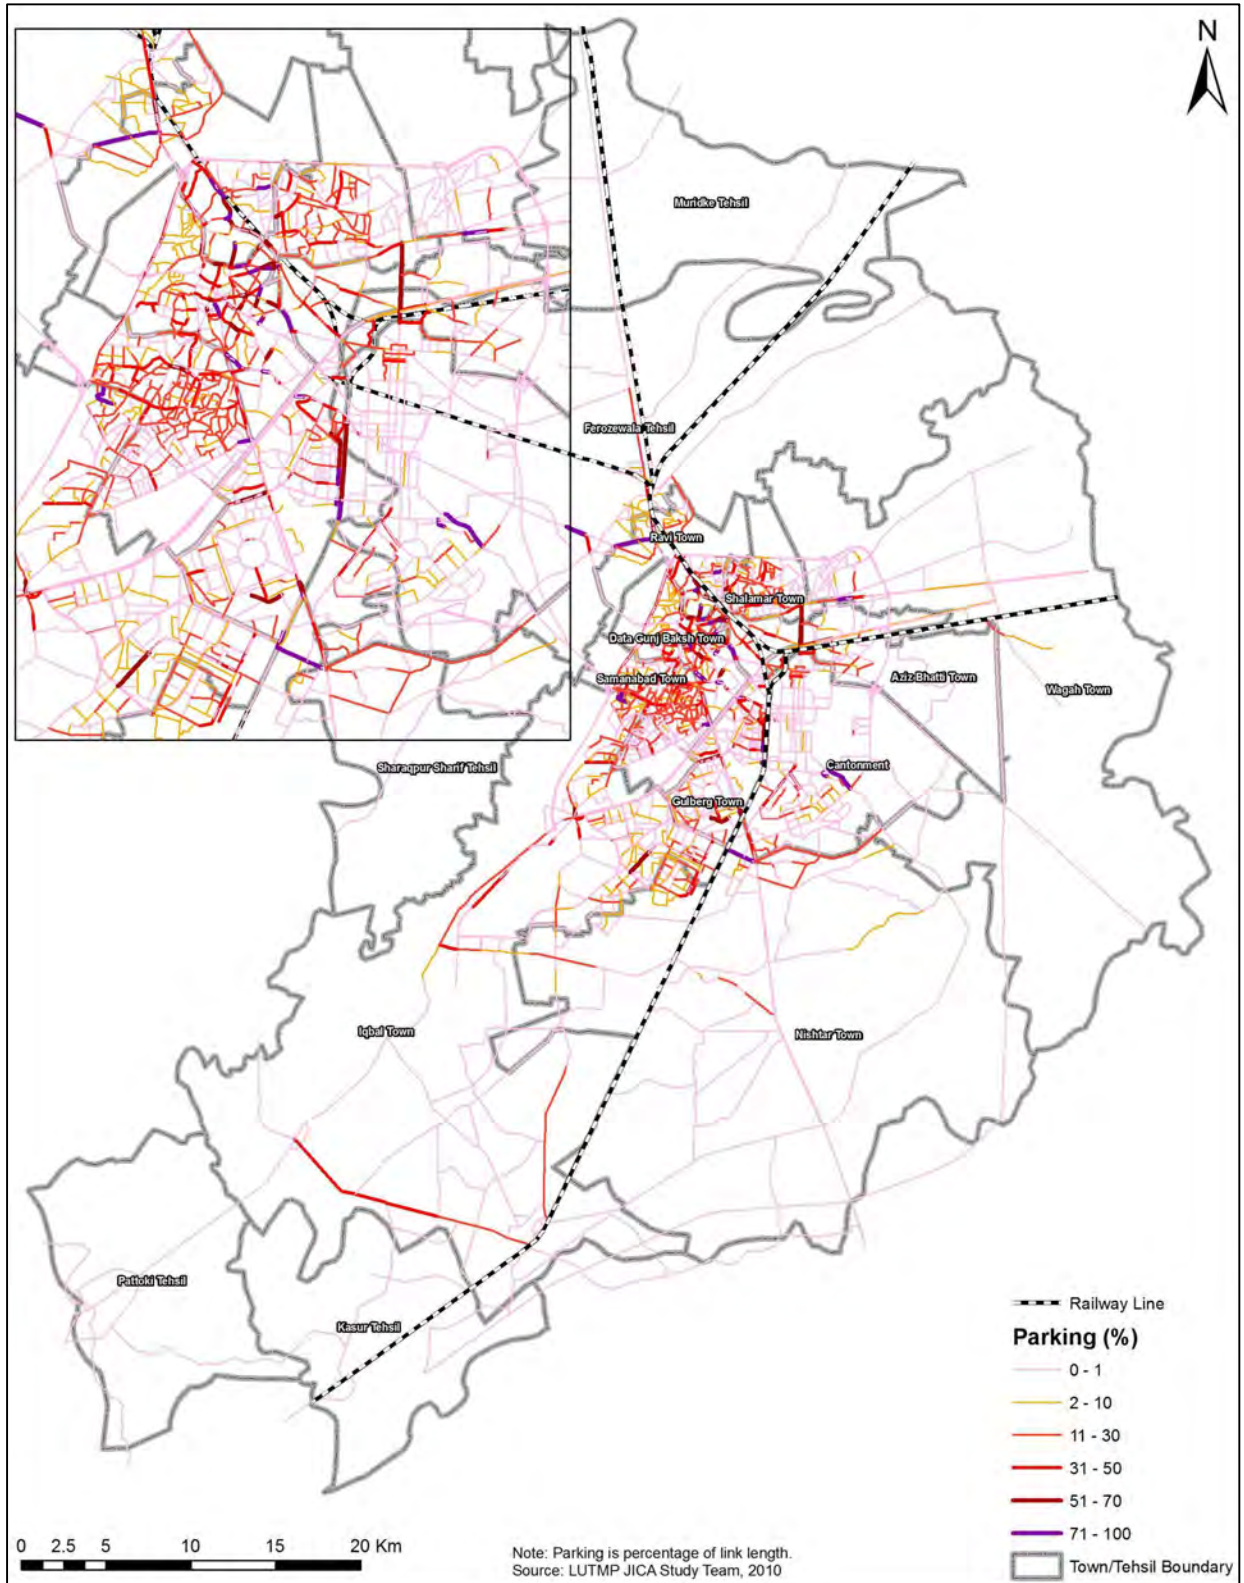 N
Muridke Tehsil
Ferozewala Tehsil
Ravi Town
Shalamar Town
Data Gunj Baksh Town
Samanabad Town
Aziz Bhatti Town
Wagah Town
Sharaqpur Sharif Tehsil
Cantonment
Gulberg Town
Iqbal Town
Nishtar Town
Pattoki Tehsil
Kasur Tehsil
Railway Line
Parking (%)
0 - 1
2 - 10
11 - 30
31 - 50
51 - 70
71 - 100
Town/Tehsil Boundary
0 2.5 5 10 15 20 Km
Note: Parking is percentage of link length.
Source: LUTMP JICA Study Team, 2010